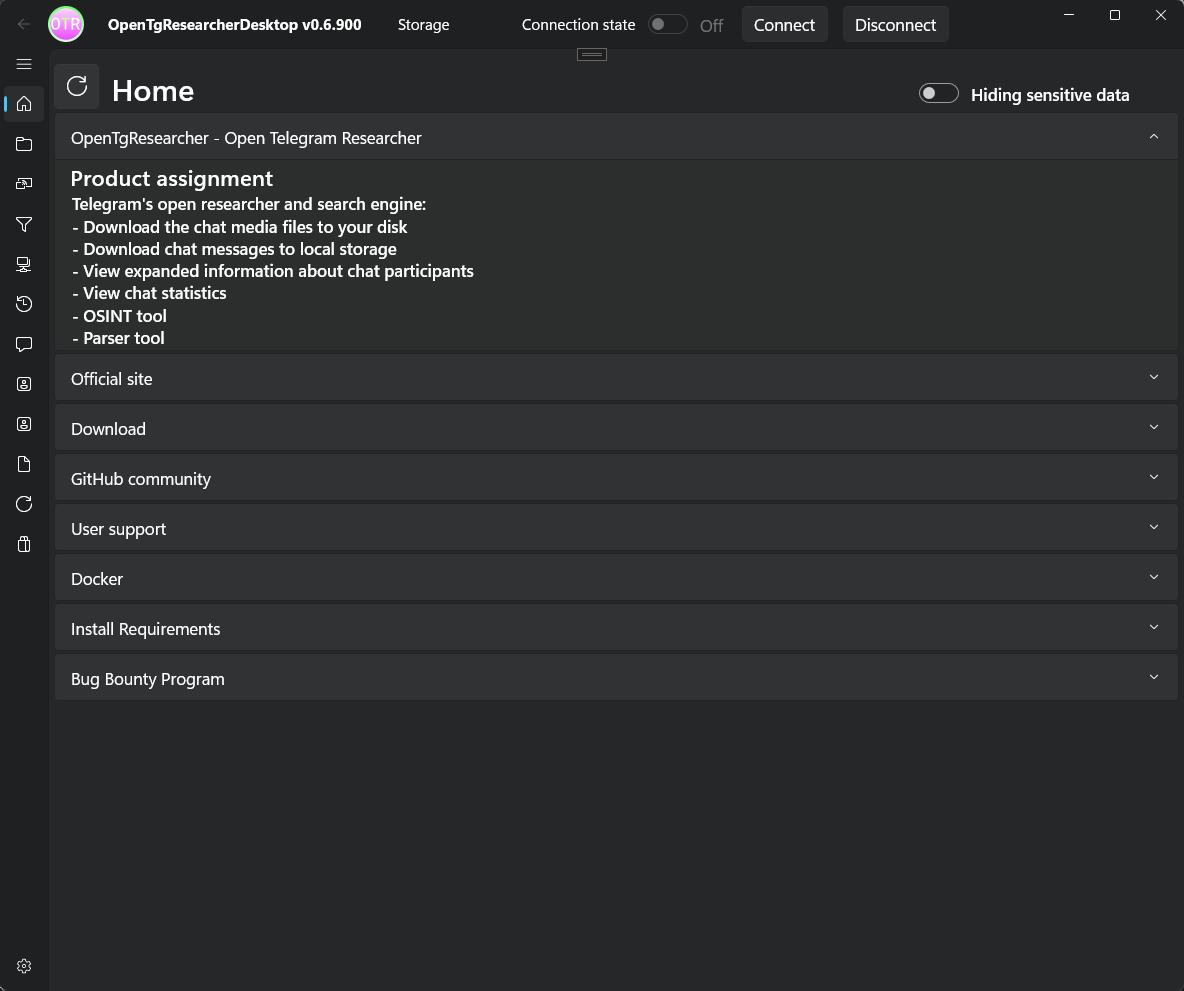 OTR
OpenTgResearcherDesktop v0.6.900
Storage
Connection state
Off
Connect
Disconnect
Home
Hiding sensitive data
OpenTgResearcher - Open Telegram Researcher
Product assignment
Telegram's open researcher and search engine:
- Download the chat media files to your disk
- Download chat messages to local storage
- View expanded information about chat participants
- View chat statistics
- OSINT tool
- Parser tool
Official site
Download
GitHub community
User support
Docker
Install Requirements
Bug Bounty Program